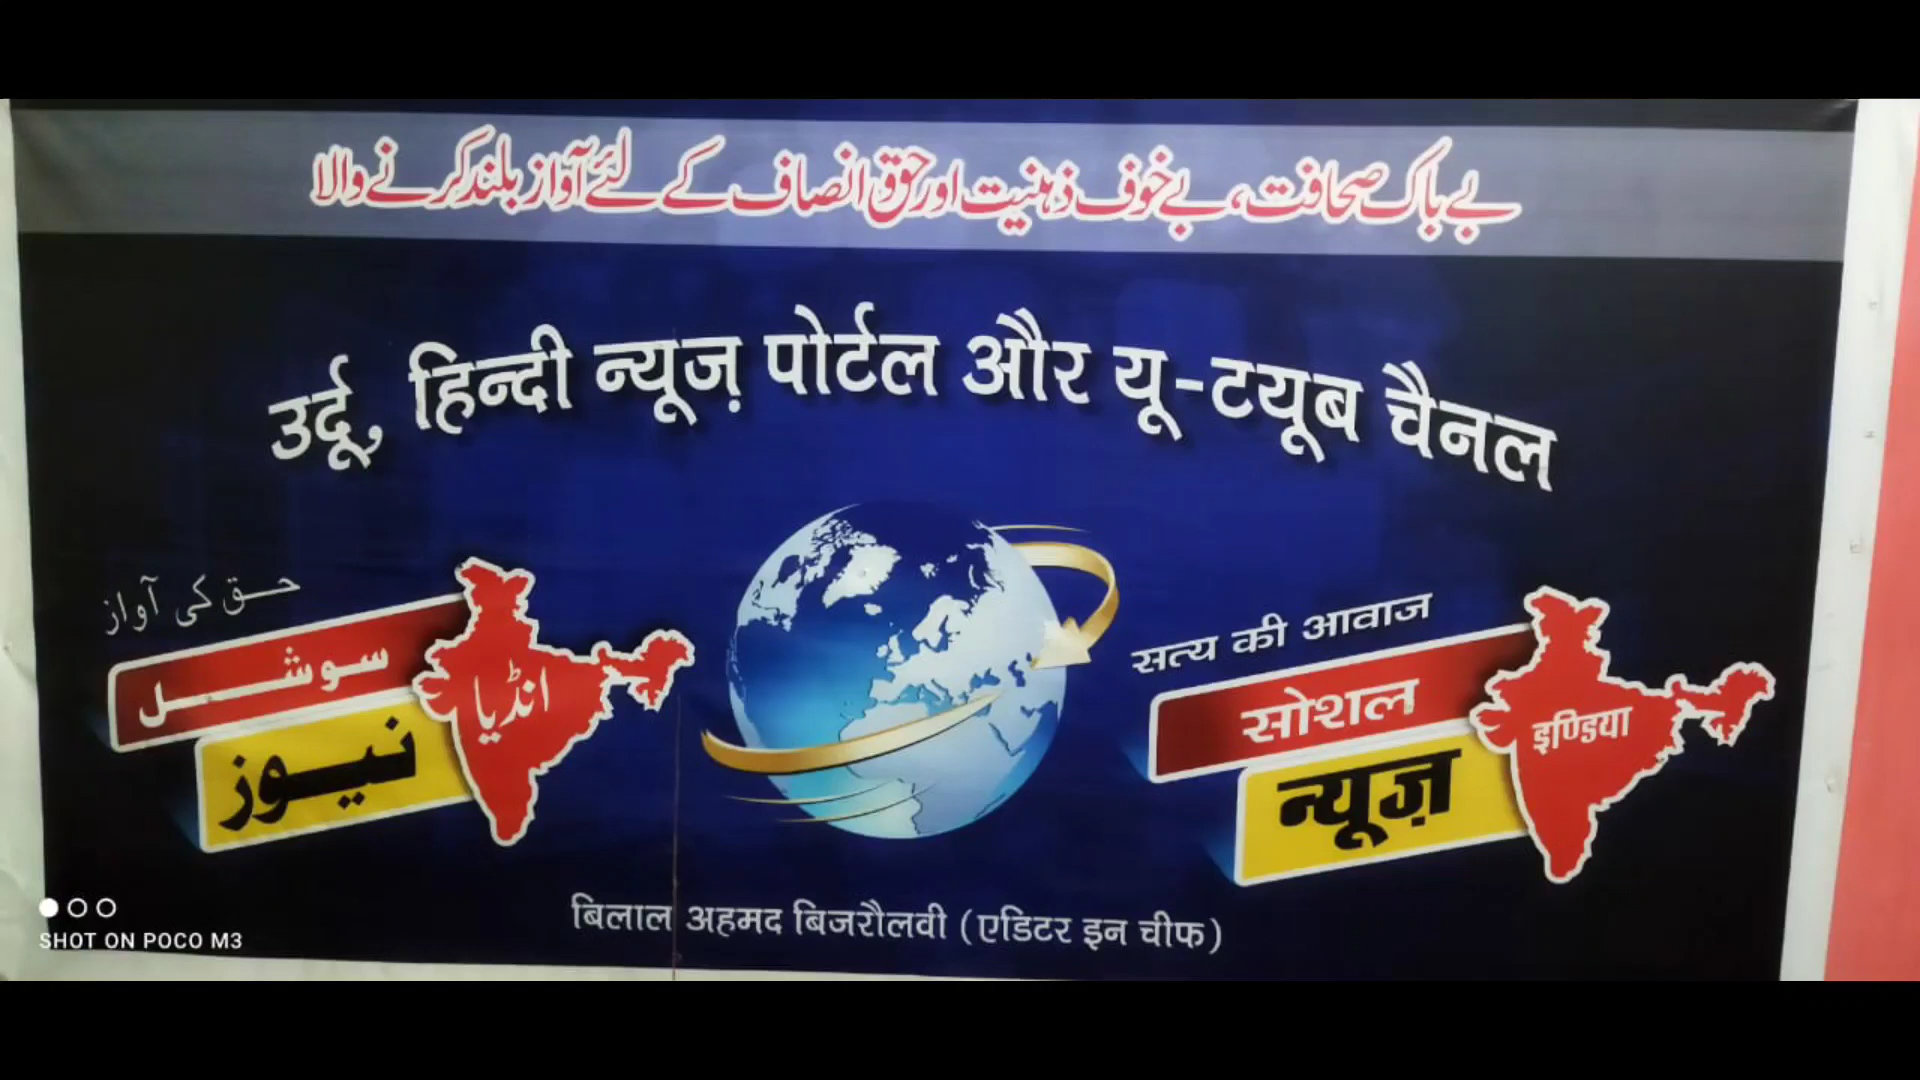 بے باک صحافت، بے خوف ذہنیت اور حق انصاف کے لئے آواز بلند کرنے والا
उर्दू, हिन्दी न्यूज़ पोर्टल और यू-टयूब चैनल
حق کی آواز
سوشل
انڈیا
نیوز
सत्य की आवाज
सोशल
इण्डिया
न्यूज़
बिलाल अहमद बिजरौलवी (एडिटर इन चीफ)
SHOT ON POCO M3